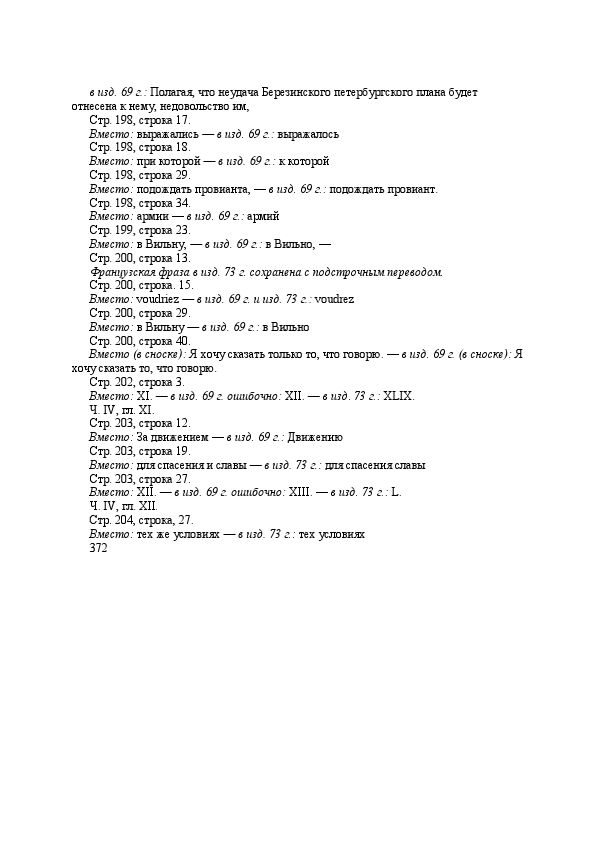 в изд. 69 г.: Полагая, что неудача Березинского петербургского плана будет
отнесена к нему, недовольство им,
Стр. 198, строка 17.
Вместо: выражались — в изд. 69 г.: выражалось
Стр. 198, строка 18.
Вместо: при которой — в изд. 69 г.: к которой
Стр. 198, строка 29.
Вместо: подождать провианта, — в изд. 69 г.: подождать провиант.
Стр. 198, строка 34.
Вместо: армии — в изд. 69 г.: армий
Стр. 199, строка 23.
Вместо: в Вильну, — в изд. 69 г.: в Вильно, —
Стр. 200, строка 13.
Французская фраза в изд. 73 г. сохранена с подстрочным переводом.
Стр. 200, строка. 15.
Вместо: voudriez — в изд. 69 г. и изд. 73 г.: voudrez
Стр. 200, строка 29.
Вместо: в Вильну — в изд. 69 г.: в Вильно
Стр. 200, строка 40.
Вместо (в сноске): Я хочу сказать только то, что говорю. — в изд. 69 г. (в сноске): Я
хочу сказать то, что говорю.
Стр. 202, строка 3.
Вместо: XI. — в изд. 69 г. ошибочно: XII. — в изд. 73 г.: XLIX.
Ч. IV, гл. XI.
Стр. 203, строка 12.
Вместо: За движением — в изд. 69 г.: Движению
Стр. 203, строка 19.
Вместо: для спасения и славы — в изд. 73 г.: для спасения славы
Стр. 203, строка 27.
Вместо: XII. — в изд. 69 г. ошибочно: XIII. — в изд. 73 г.: L.
Ч. IV, гл. XII.
Стр. 204, строка, 27.
Вместо: тех же условиях — в изд. 73 г.: тех условиях
372